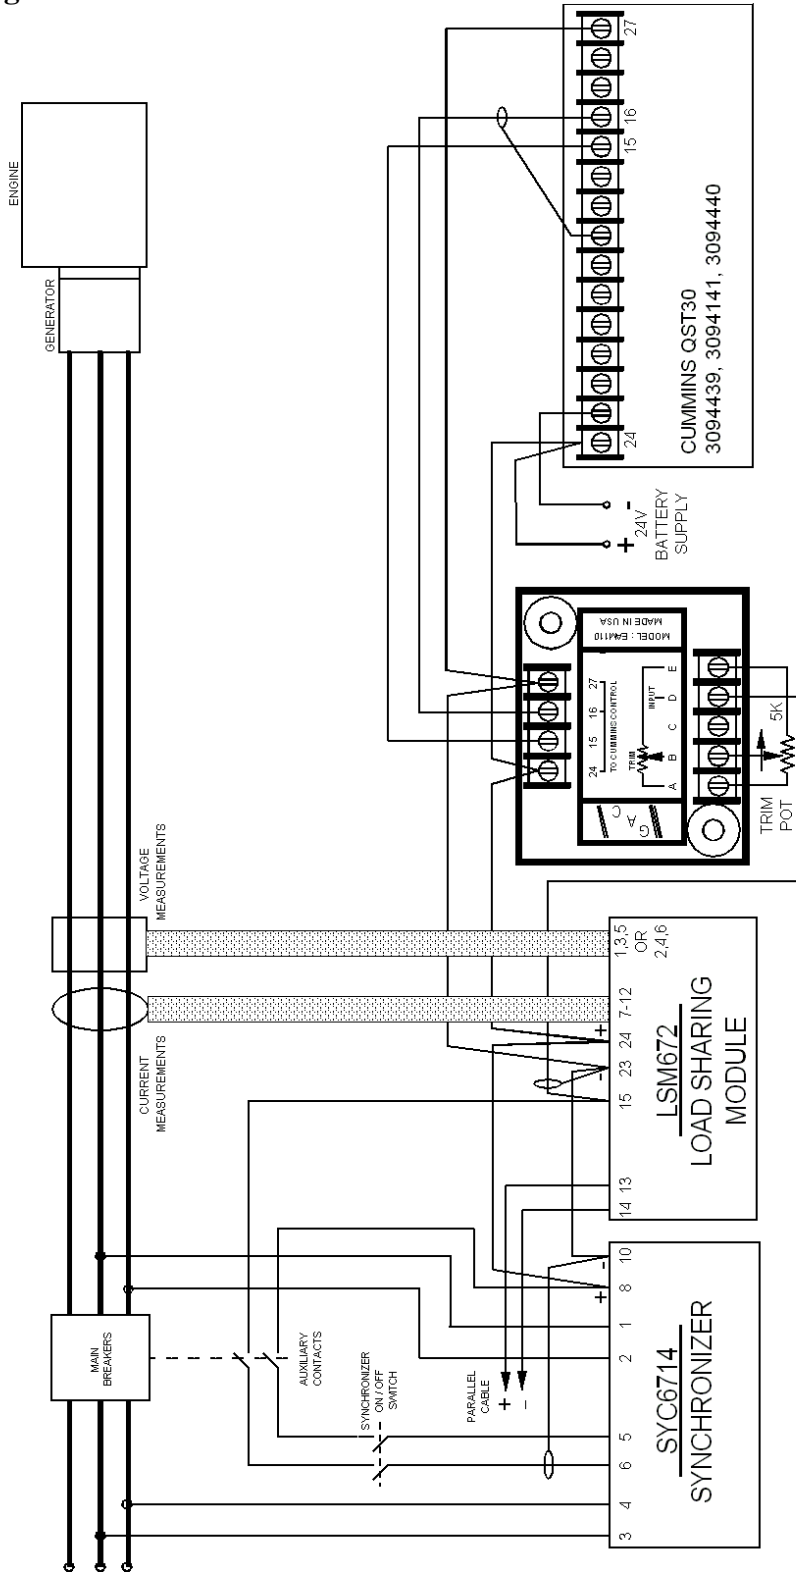 g
ENGINE
GENERATOR
27
16
15
24
CUMMINS QST30
3094439, 3094141, 3094440
+ -
24V
BATTERY
SUPPLY
MODEL : EAM110
MADE IN USA
24 15 16 27
TO CUMMINS CONTROL
TRIM
INPUT
A B C D E
G A C
5K
TRIM
POT
VOLTAGE
MEASUREMENTS
CURRENT
MEASUREMENTS
14 13 15 23 24 7-12 1,3,5
OR
2,4,6
- +
LSM672
LOAD SHARING
MODULE
MAIN
BREAKERS
AUXILIARY
CONTACTS
SYNCHRONIZER
ON / OFF
SWITCH
PARALLEL
CABLE
+ -
3 4 6 5 2 1 8 10
+ -
SYC6714
SYNCHRONIZER